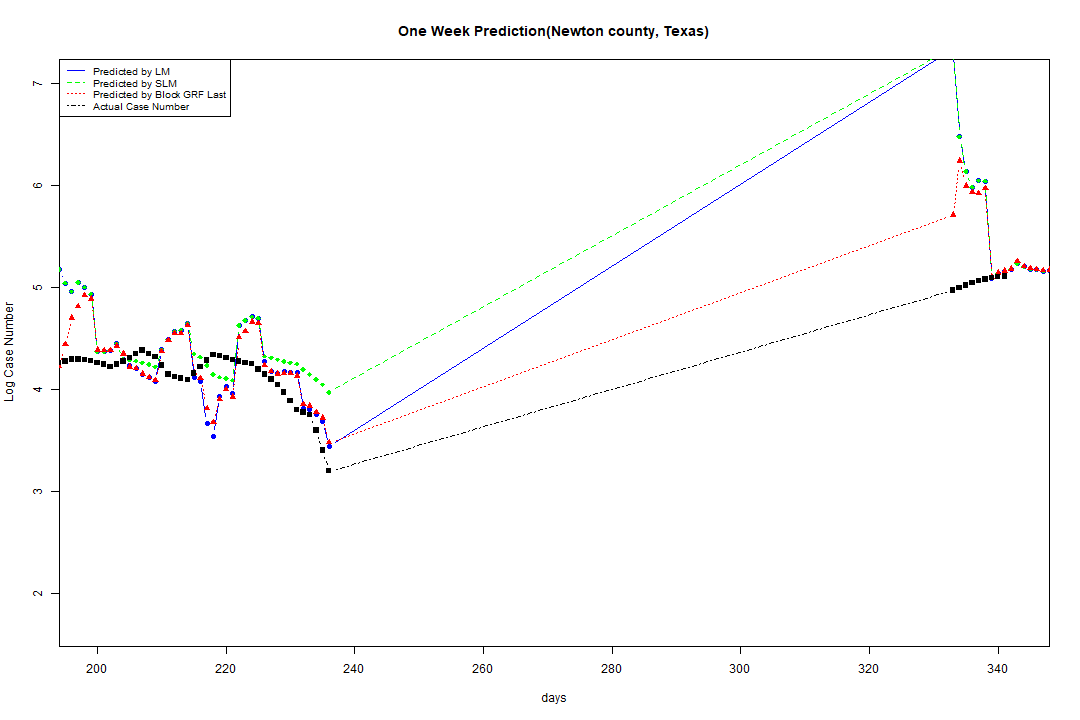 One Week Prediction(Newton county, Texas)
Predicted by LM
Predicted by SLM
Predicted by Block GRF Last
Actual Case Number
Log Case Number
7
6
5
4
3
2
200 220 240 260 280 300 320 340
days